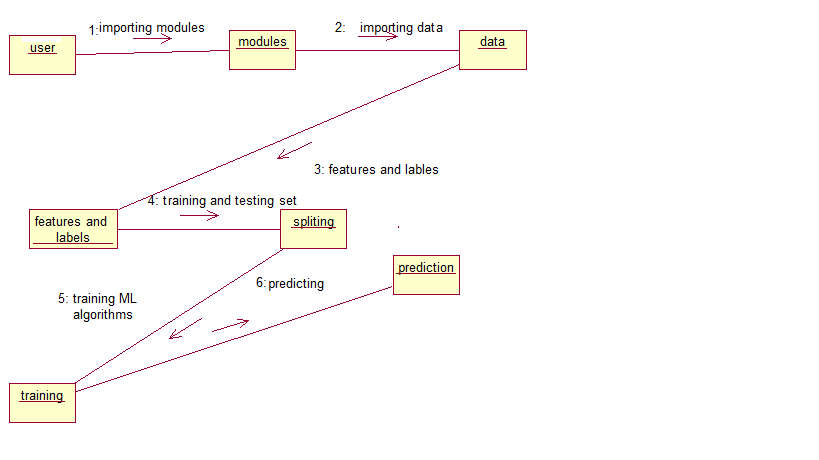 1:importing modules
2: importing data
user
modules
data
3: features and lables
4: training and testing set
features and
labels
spliting
prediction
6:predicting
5: training ML
algorithms
training